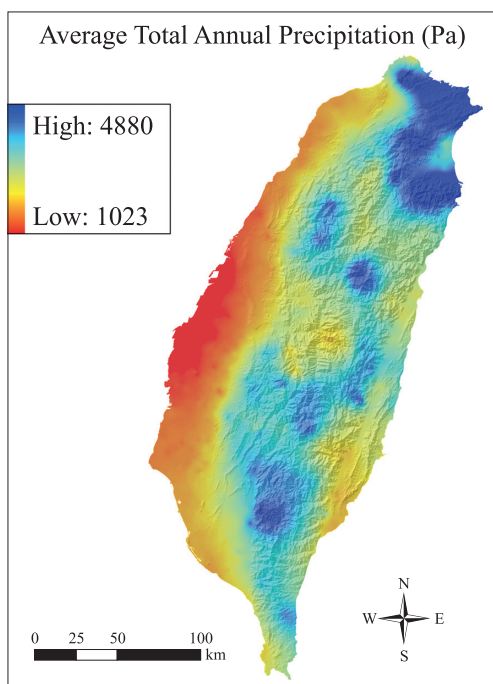 Average Total Annual Precipitation (Pa)
High: 4880
Low: 1023
N
W E
S
0 25 50 100
km